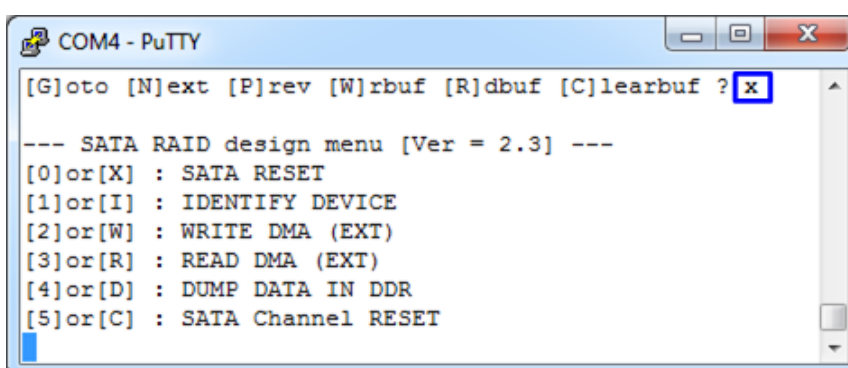 COM4 - PuTTY
[G]oto [N]ext [P]rev [W]rbuf [R]dbuf [C]learbuf ? x
--- SATA RAID design menu [Ver = 2.3] ---
[0]or[X] : SATA RESET
[1]or[I] : IDENTIFY DEVICE
[2]or[W] : WRITE DMA (EXT)
[3]or[R] : READ DMA (EXT)
[4]or[D] : DUMP DATA IN DDR
[5]or[C] : SATA Channel RESET